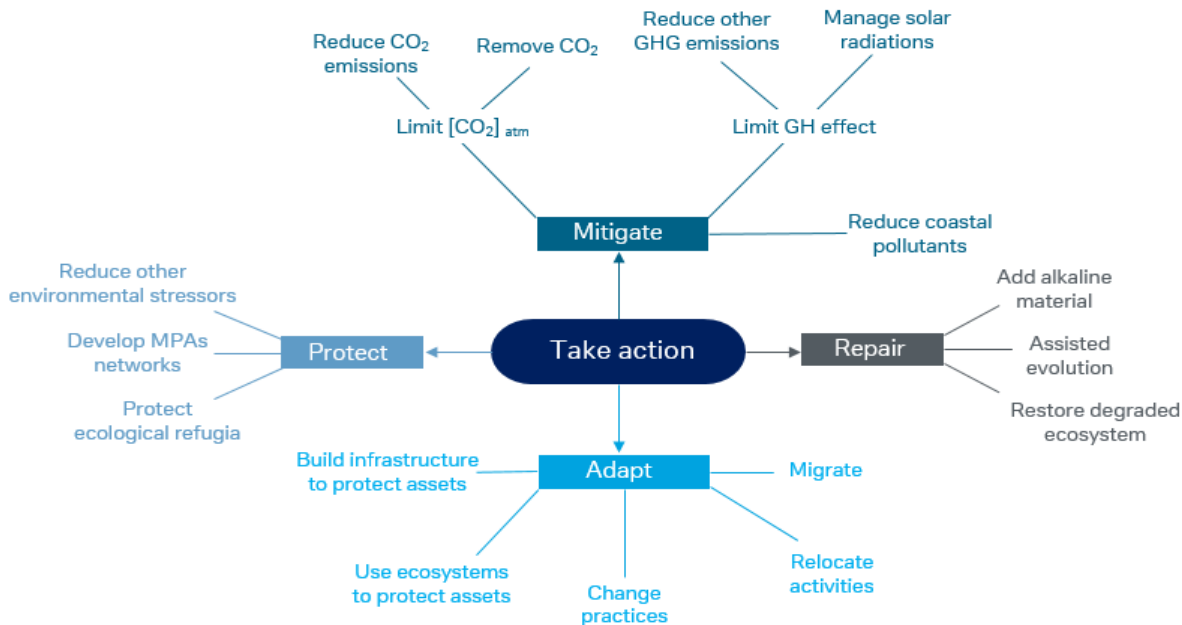 Reduce CO₂
emissions
Remove CO₂
Reduce other
GHG emissions
Manage solar
radiations
Limit [CO₂] atm
Limit GH effect
Mitigate
Reduce coastal
pollutants
Reduce other
environmental stressors
Develop MPAs
networks
Protect
ecological refugia
Protect
Take action
Repair
Add alkaline
material
Assisted
evolution
Restore degraded
ecosystem
Adapt
Build infrastructure
to protect assets
Use ecosystems
to protect assets
Change
practices
Relocate
activities
Migrate